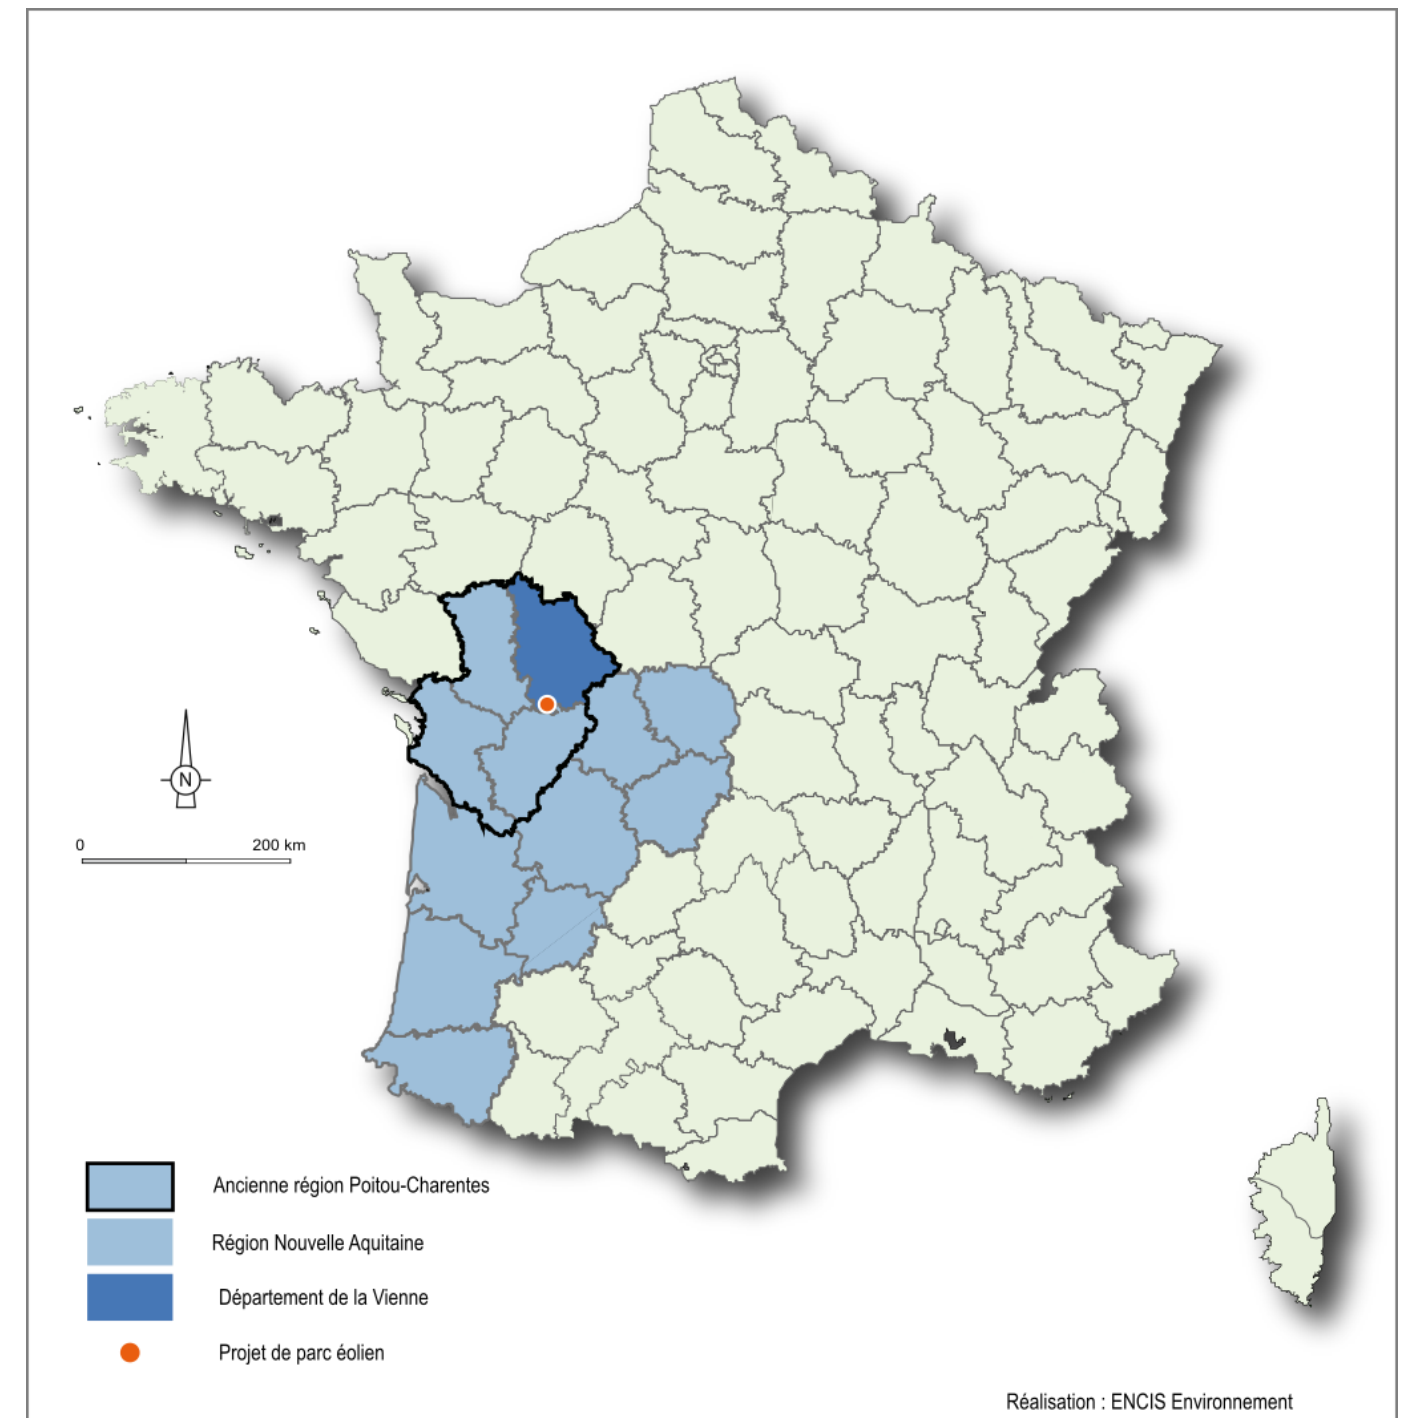 N
0 200 km
Ancienne région Poitou-Charentes
Région Nouvelle Aquitaine
Département de la Vienne
Projet de parc éolien
Réalisation : ENCIS Environnement